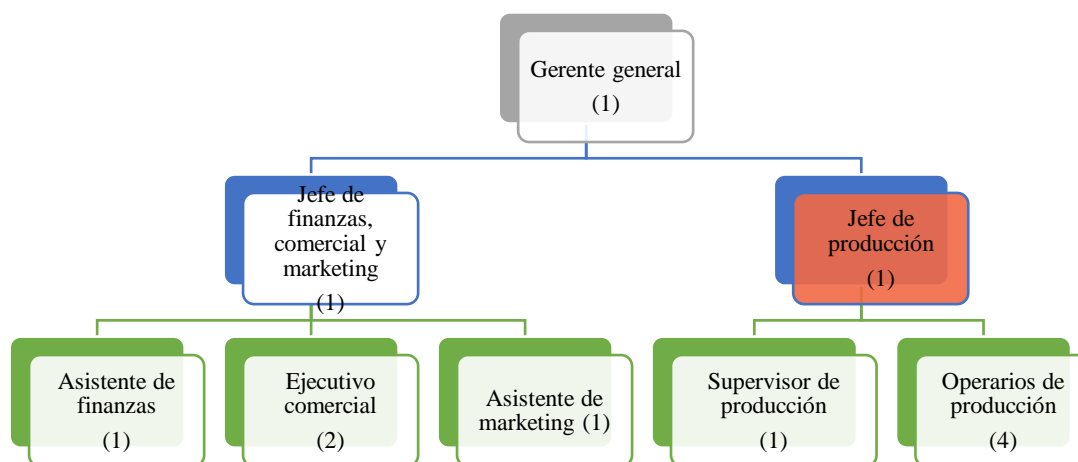 Gerente general
(1)
Jefe de
finanzas,
comercial y
marketing
(1)
Jefe de
producción
(1)
Asistente de
finanzas
(1)
Ejecutivo
comercial
(2)
Asistente de
marketing (1)
Supervisor de
producción
(1)
Operarios de
producción
(4)